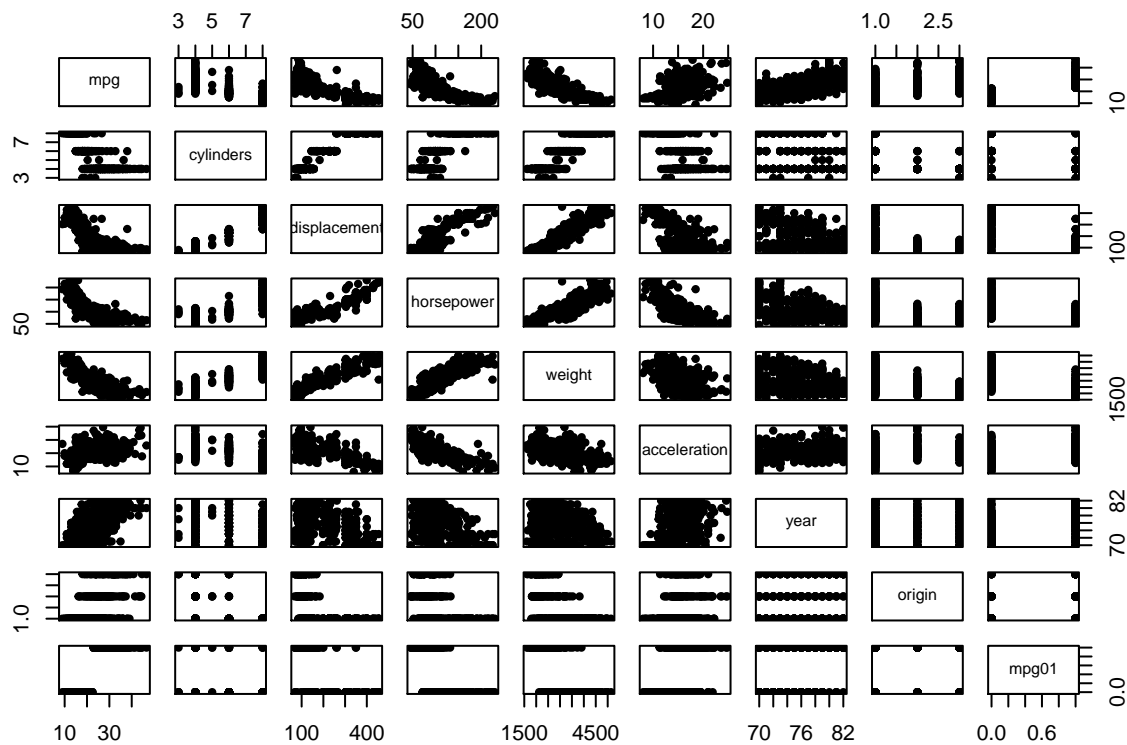 3 5 7 50 200 10 20 1.0 2.5
mpg 10
7 3 cylinders
displacement 100
50 horsepower
weight 1500
10 acceleration
year 82 70
1.0 origin
mpg01 0.0
10 30 100 400 1500 4500 70 76 82 0.0 0.6